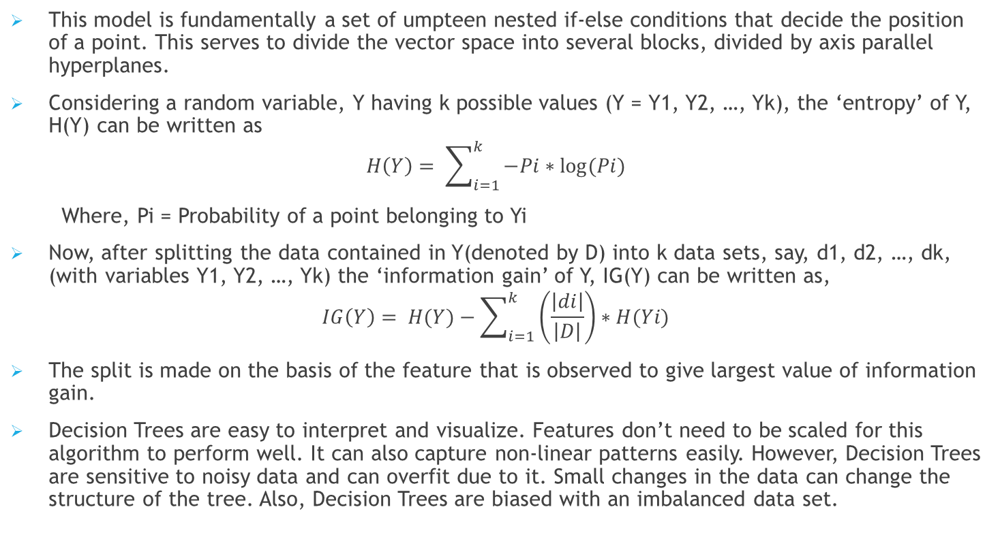 ➢ This model is fundamentally a set of umpteen nested if-else conditions that decide the position
of a point. This serves to divide the vector space into several blocks, divided by axis parallel
hyperplanes.
➢ Considering a random variable, Y having k possible values (Y = Y1, Y2, …, Yk), the ‘entropy’ of Y,
H(Y) can be written as
H(Y) = ∑_{i=1}^{k} −Pi ∗ log(Pi)
Where, Pi = Probability of a point belonging to Yi
➢ Now, after splitting the data contained in Y(denoted by D) into k data sets, say, d1, d2, …, dk,
(with variables Y1, Y2, …, Yk) the ‘information gain’ of Y, IG(Y) can be written as,
IG(Y) = H(Y) − ∑_{i=1}^{k} (|di|/|D|) ∗ H(Yi)
➢ The split is made on the basis of the feature that is observed to give largest value of information
gain.
➢ Decision Trees are easy to interpret and visualize. Features don’t need to be scaled for this
algorithm to perform well. It can also capture non-linear patterns easily. However, Decision Trees
are sensitive to noisy data and can overfit due to it. Small changes in the data can change the
structure of the tree. Also, Decision Trees are biased with an imbalanced data set.